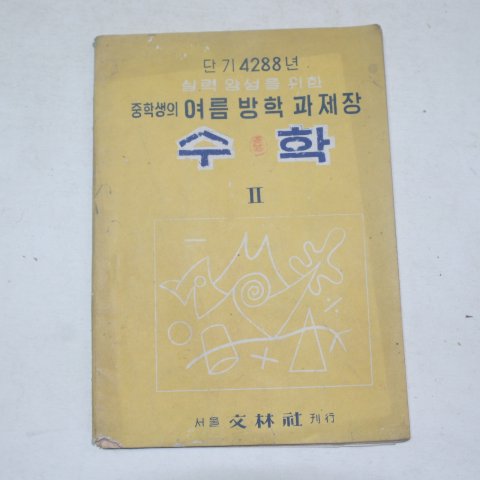 단기 4288년
실력 양성을 위한
중학생의 여름 방학 과제장
수학
II
서울 文林社 刊行